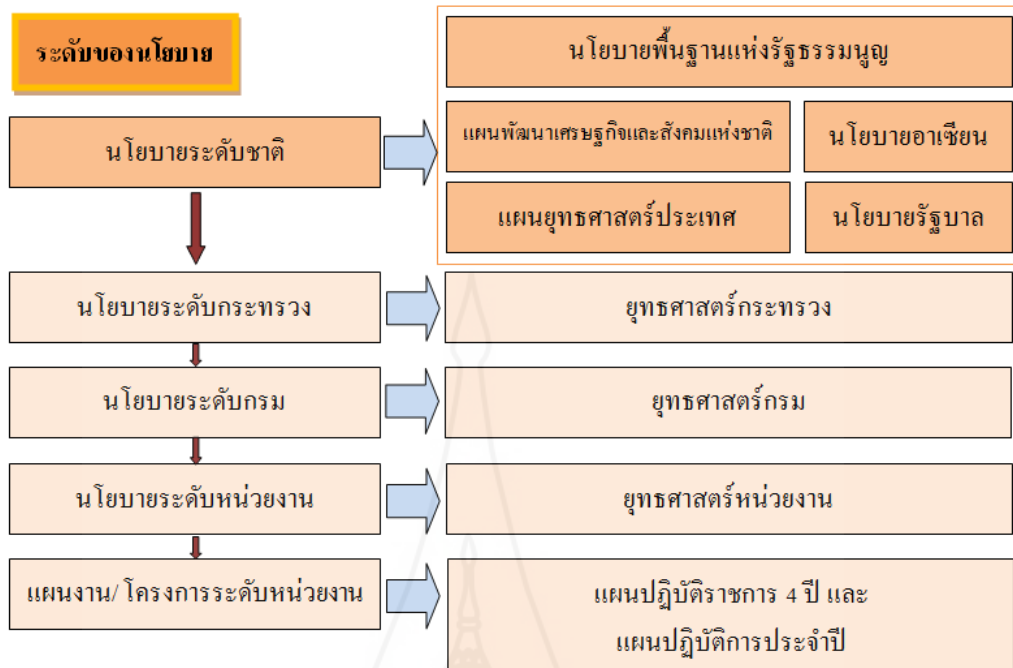 ระดับของนโยบาย
นโยบายพื้นฐานแห่งรัฐธรรมนูญ
นโยบายระดับชาติ
แผนพัฒนาเศรษฐกิจและสังคมแห่งชาติ
นโยบายอาเซียน
แผนยุทธศาสตร์ประเทศ
นโยบายรัฐบาล
นโยบายระดับกระทรวง
ยุทธศาสตร์กระทรวง
นโยบายระดับกรม
ยุทธศาสตร์กรม
นโยบายระดับหน่วยงาน
ยุทธศาสตร์หน่วยงาน
แผนงาน/ โครงการระดับหน่วยงาน
แผนปฏิบัติราชการ 4 ปี และ
แผนปฏิบัติการประจำปี